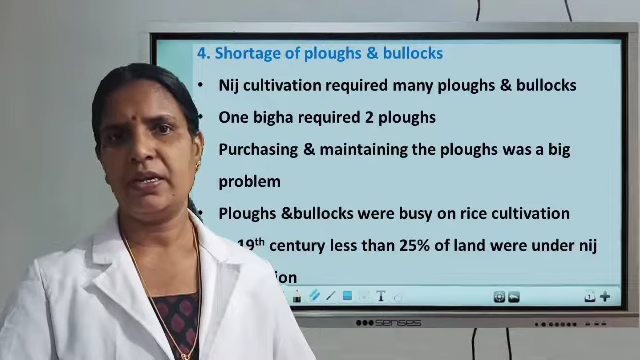 4. Shortage of ploughs & bullocks
• Nij cultivation required many ploughs & bullocks
• One bigha required 2 ploughs
Purchasing & maintaining the ploughs was a big
problem
• Ploughs &bullocks were busy on rice cultivation
19th century less than 25% of land were under nij
senses